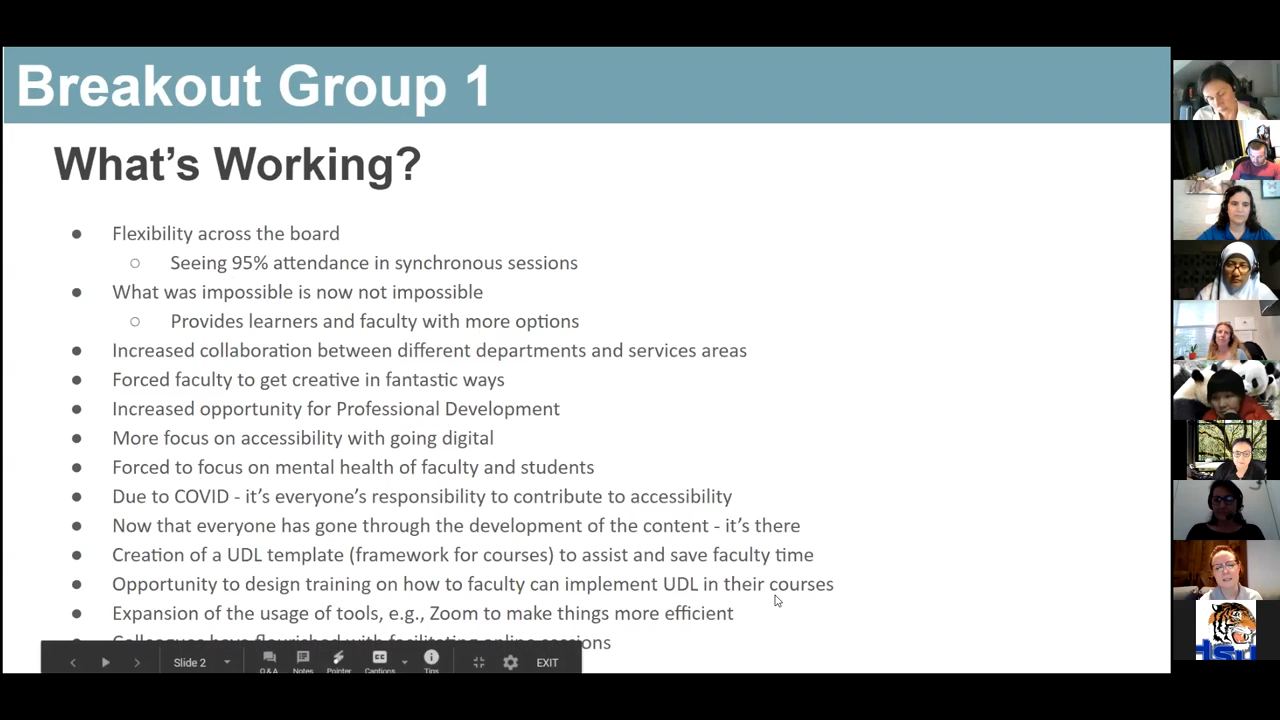 Breakout Group 1
What's Working?
● Flexibility across the board
○ Seeing 95% attendance in synchronous sessions
● What was impossible is now not impossible
○ Provides learners and faculty with more options
● Increased collaboration between different departments and services areas
● Forced faculty to get creative in fantastic ways
● Increased opportunity for Professional Development
● More focus on accessibility with going digital
● Forced to focus on mental health of faculty and students
● Due to COVID - it's everyone's responsibility to contribute to accessibility
● Now that everyone has gone through the development of the content - it's there
● Creation of a UDL template (framework for courses) to assist and save faculty time
● Opportunity to design training on how to faculty can implement UDL in their courses
● Expansion of the usage of tools, e.g., Zoom to make things more efficient
● Colleagues have flourished with facilitating online sessions
Slide 2
Q & A
Notes
Pointer
Captions
Tips
EXIT